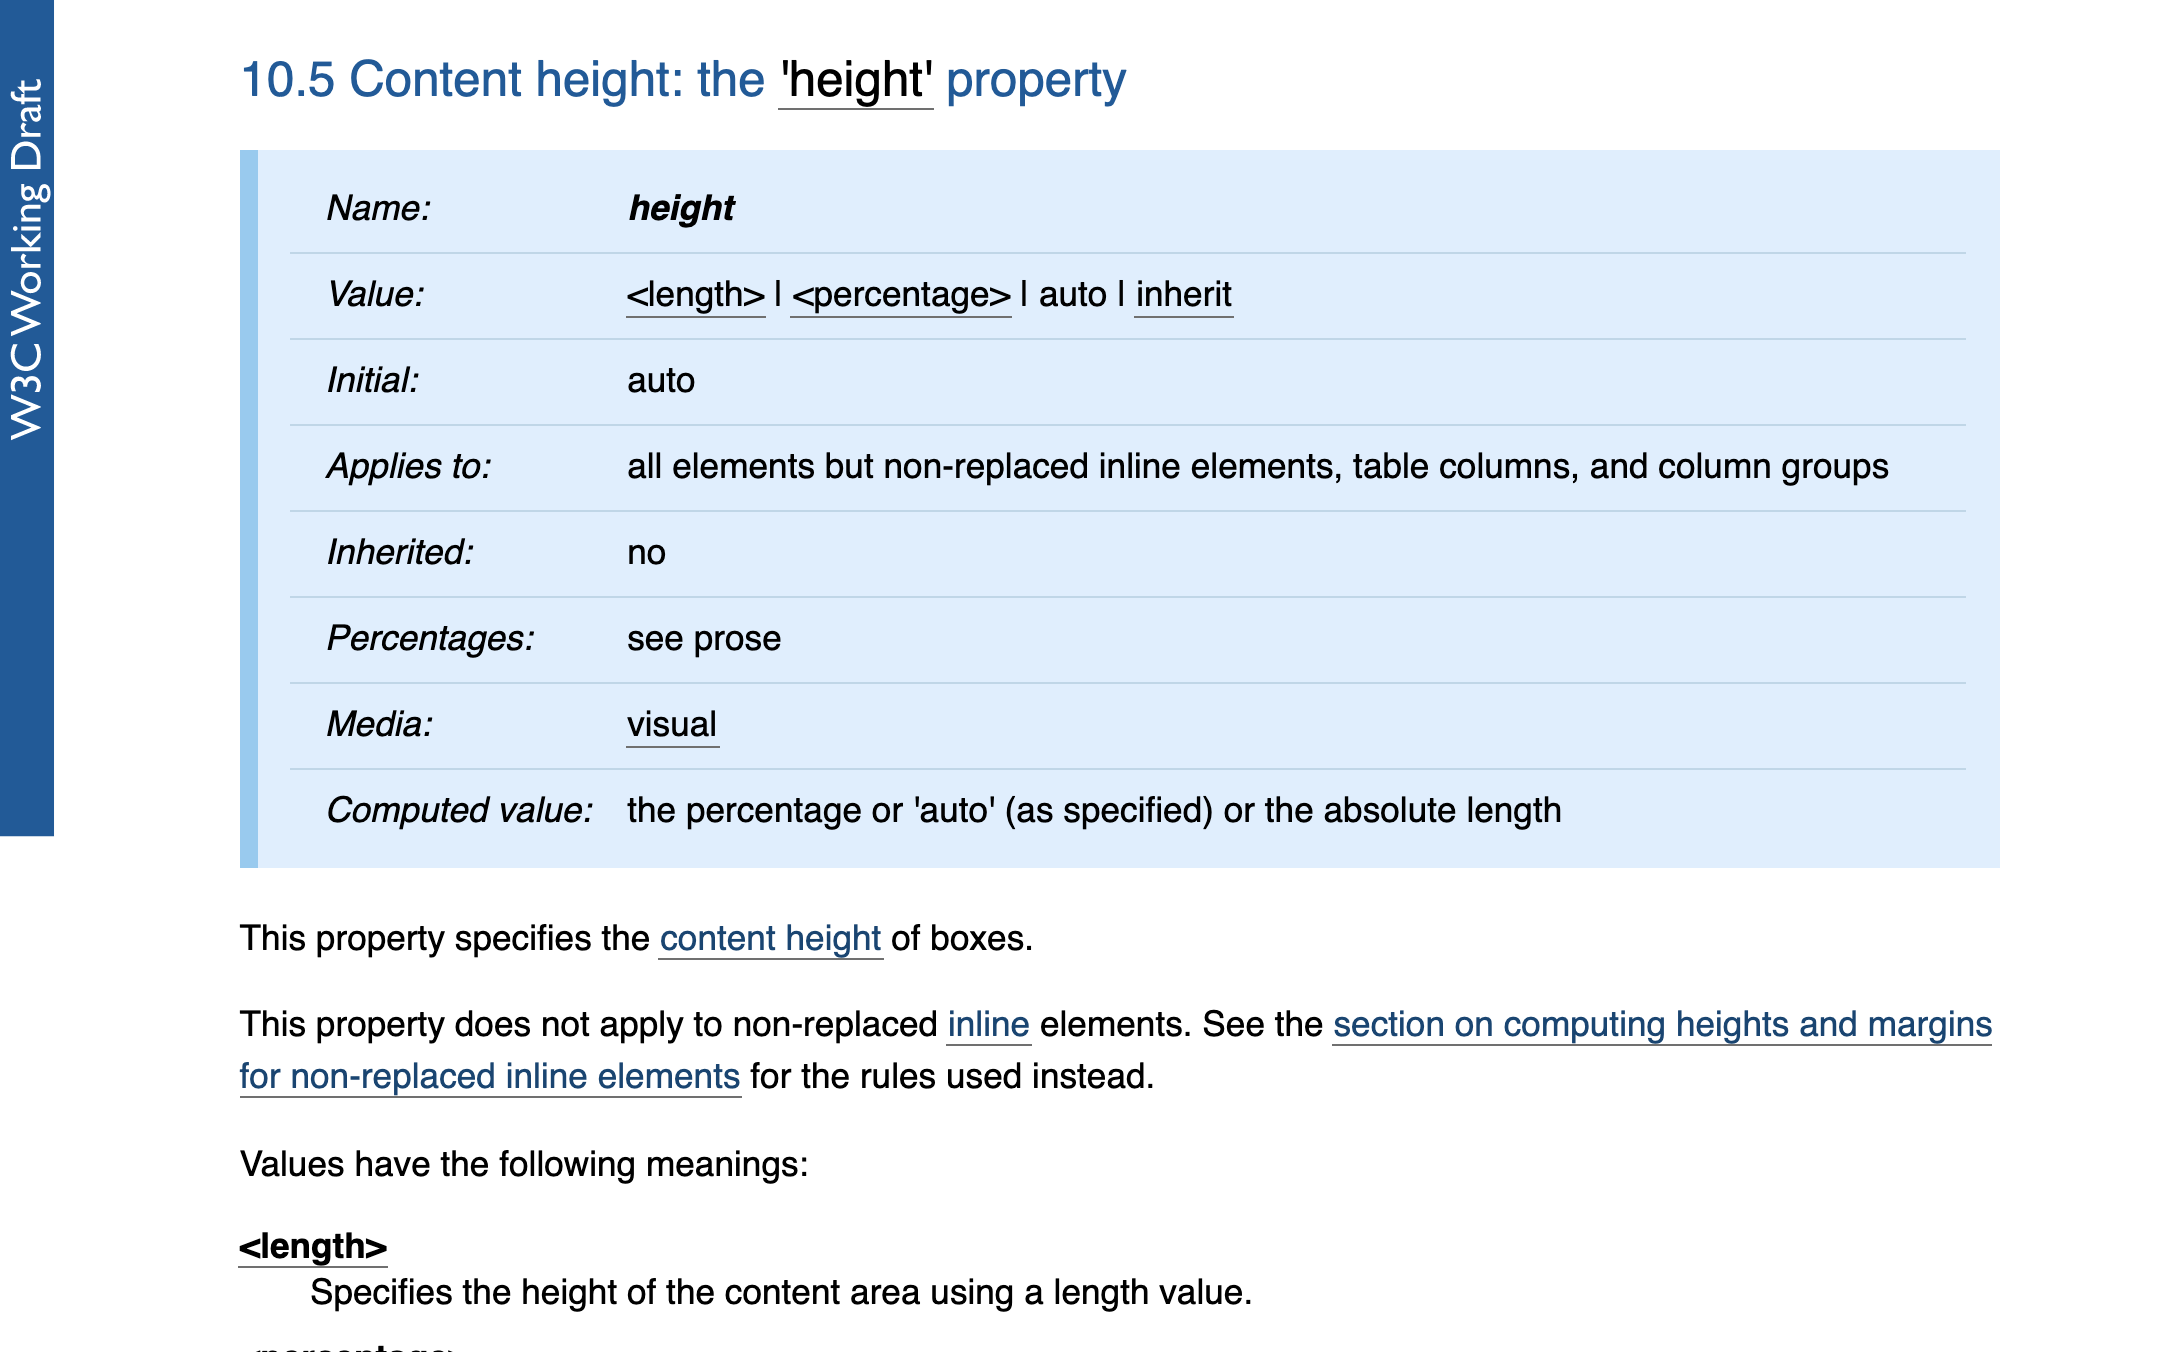 W3C Working Draft
10.5 Content height: the 'height' property
Name: height
Value: <length> | <percentage> | auto | inherit
Initial: auto
Applies to: all elements but non-replaced inline elements, table columns, and column groups
Inherited: no
Percentages: see prose
Media: visual
Computed value: the percentage or 'auto' (as specified) or the absolute length
This property specifies the content height of boxes.
This property does not apply to non-replaced inline elements. See the section on computing heights and margins
for non-replaced inline elements for the rules used instead.
Values have the following meanings:
<length>
Specifies the height of the content area using a length value.
<percentage>